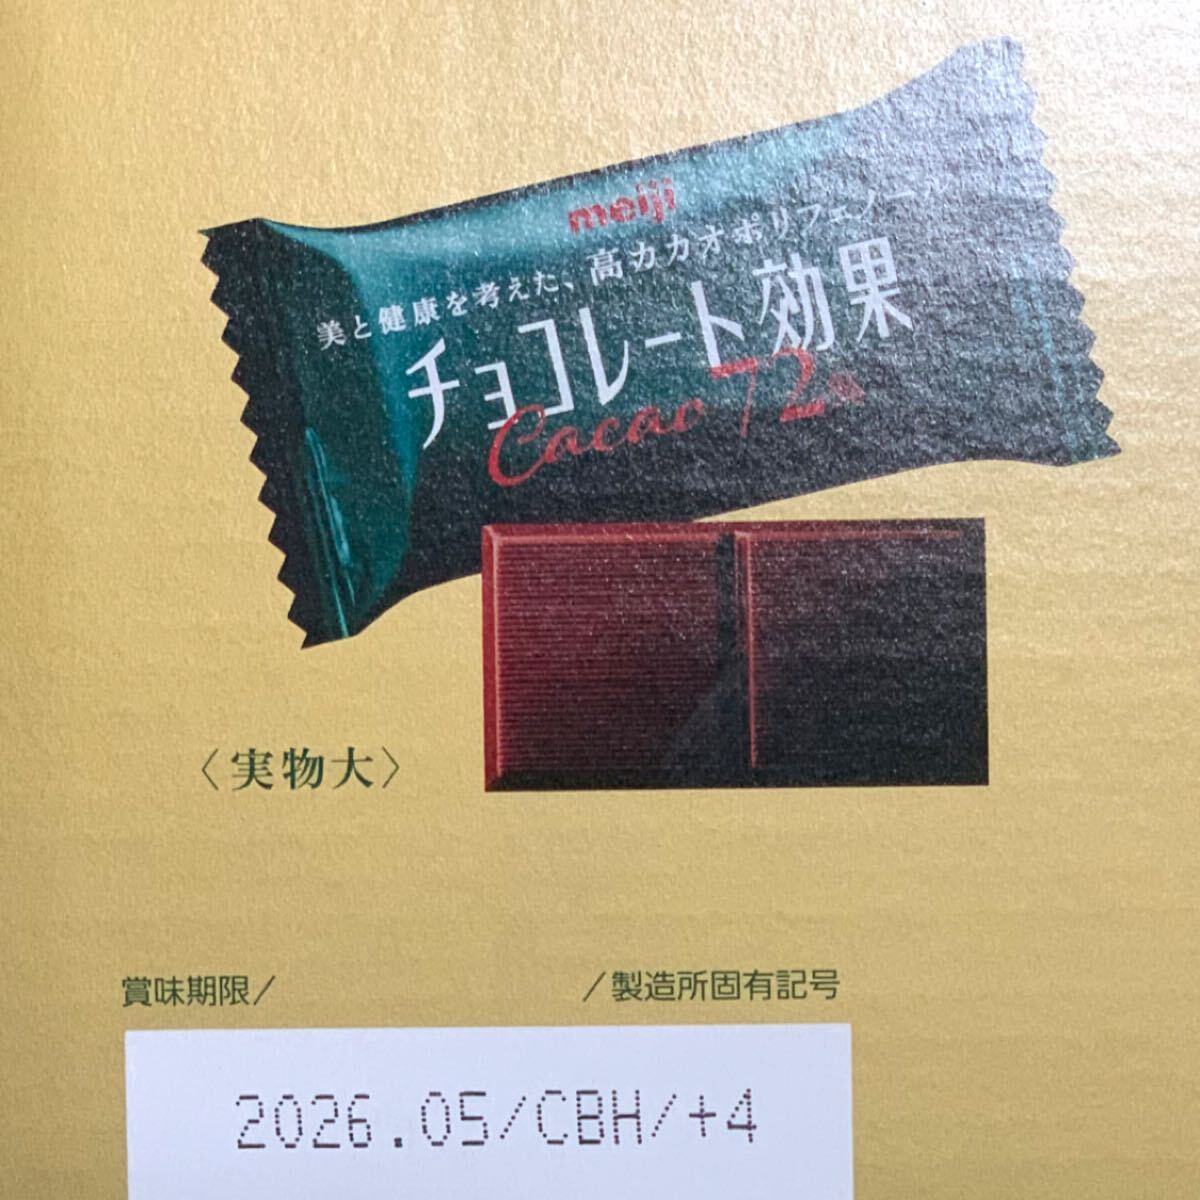 meiji
美と健康を考えた、高カカオポリフェノール
チョコレート効果
Cacao 72%
〈実物大〉
賞味期限/ /製造所固有記号
2026.05/CBH/+4